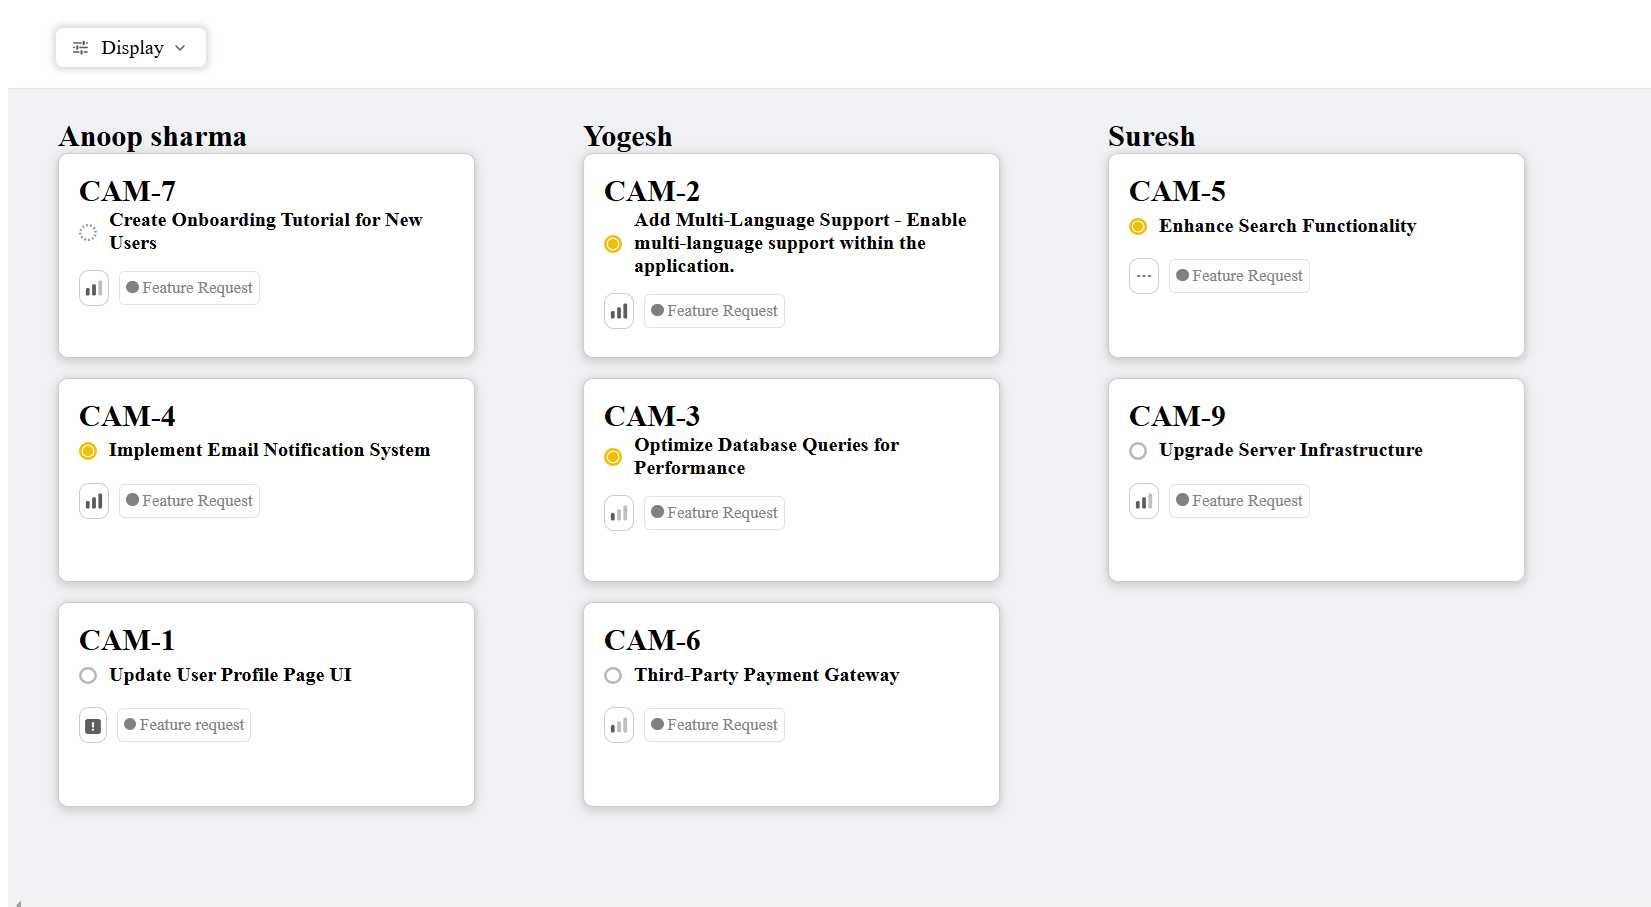 Display
Anoop sharma
CAM-7
Create Onboarding Tutorial for New
Users
Feature Request
CAM-4
Implement Email Notification System
Feature Request
CAM-1
Update User Profile Page UI
Feature request
Yogesh
CAM-2
Add Multi-Language Support - Enable
multi-language support within the
application.
Feature Request
CAM-3
Optimize Database Queries for
Performance
Feature Request
CAM-6
Third-Party Payment Gateway
Feature Request
Suresh
CAM-5
Enhance Search Functionality
Feature Request
CAM-9
Upgrade Server Infrastructure
Feature Request